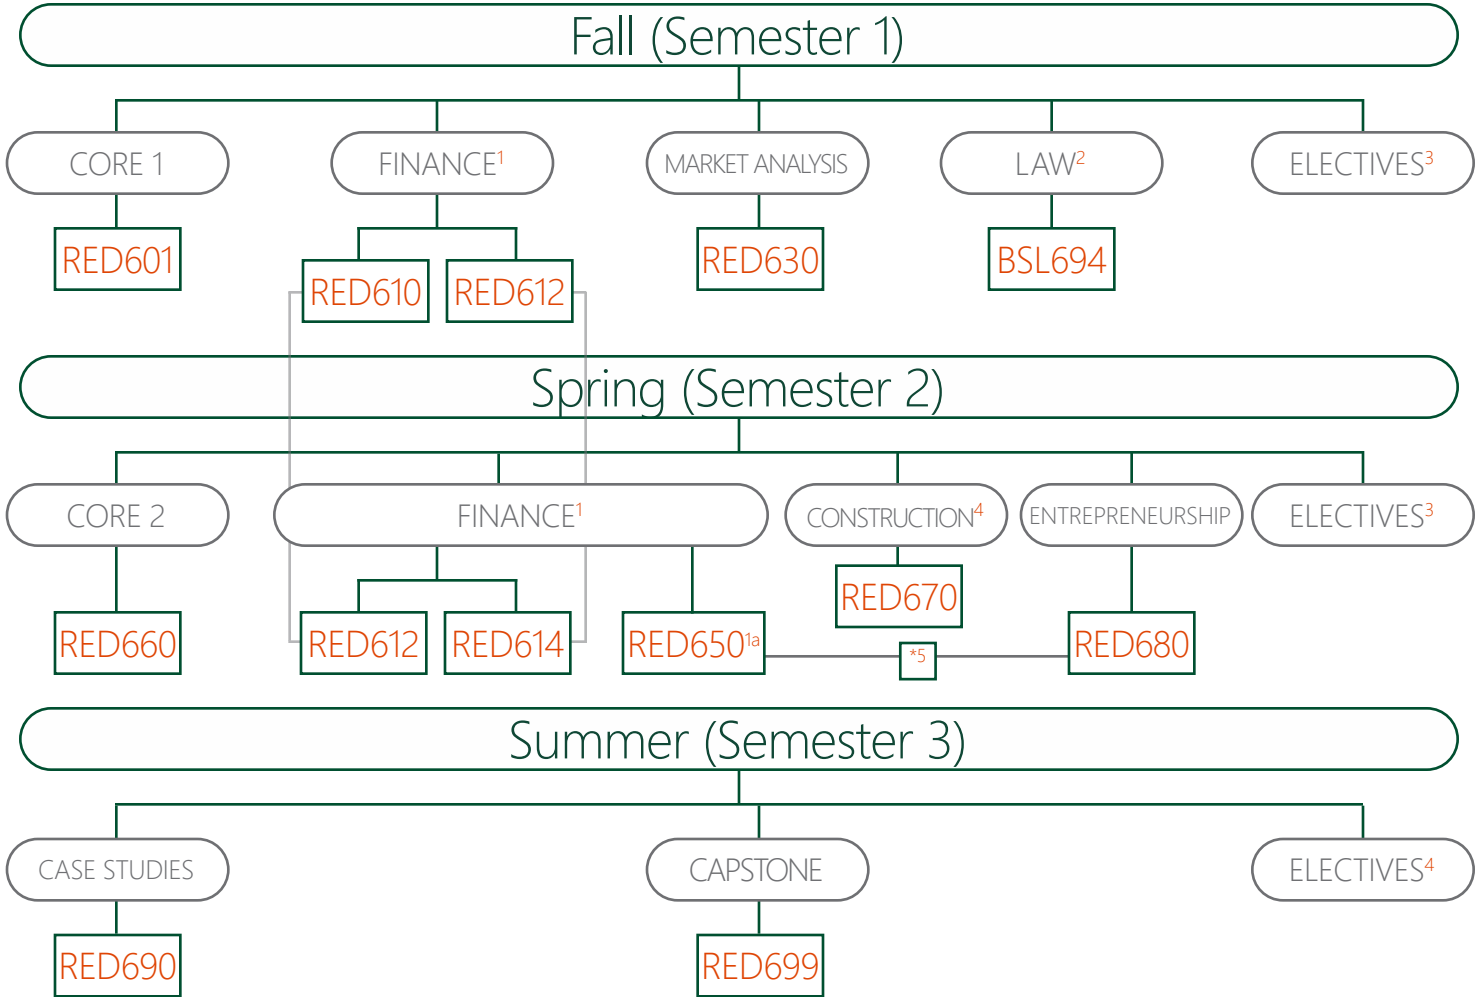 Fall (Semester 1)
CORE 1
FINANCE¹
MARKET ANALYSIS
LAW²
ELECTIVES³
RED601
RED610
RED612
RED630
BSL694
Spring (Semester 2)
CORE 2
FINANCE¹
CONSTRUCTION⁴
ENTREPRENEURSHIP
ELECTIVES³
RED660
RED612
RED614
RED650¹ᵃ
RED670
*5
RED680
Summer (Semester 3)
CASE STUDIES
CAPSTONE
ELECTIVES⁴
RED690
RED699